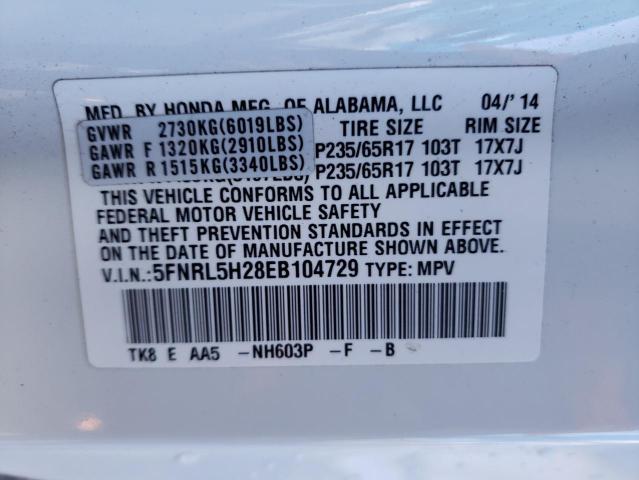 MFD. BY HONDA MFG. OF ALABAMA, LLC 04/'14
GVWR 2730KG(6019LBS) TIRE SIZE RIM SIZE
GAWR F 1320KG(2910LBS) P235/65R17 103T 17X7J
GAWR R 1515KG(3340LBS) P235/65R17 103T 17X7J
THIS VEHICLE CONFORMS TO ALL APPLICABLE
FEDERAL MOTOR VEHICLE SAFETY
AND THEFT PREVENTION STANDARDS IN EFFECT
ON THE DATE OF MANUFACTURE SHOWN ABOVE.
V.I.N.:5FNRL5H28EB104729 TYPE: MPV
TK8 E AA5 -NH603P -F -B